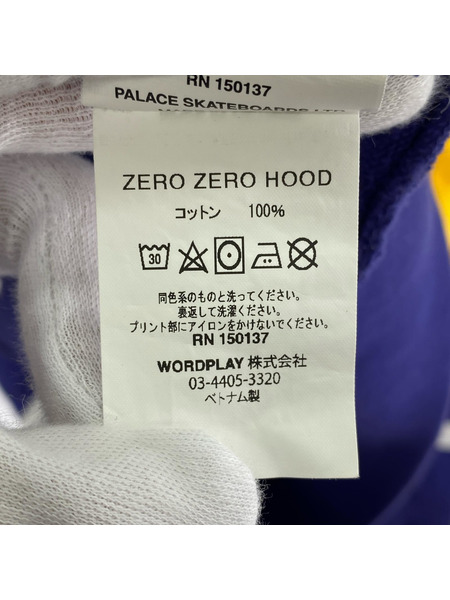 RN 150137
PALACE SKATEBOARDS LTD
ZERO ZERO HOOD
コットン 100%
30
同色系のものと洗ってください。
裏返して洗濯ください。
プリント部にアイロンをかけないでください。
RN 150137
WORDPLAY 株式会社
03-4405-3320
ベトナム製